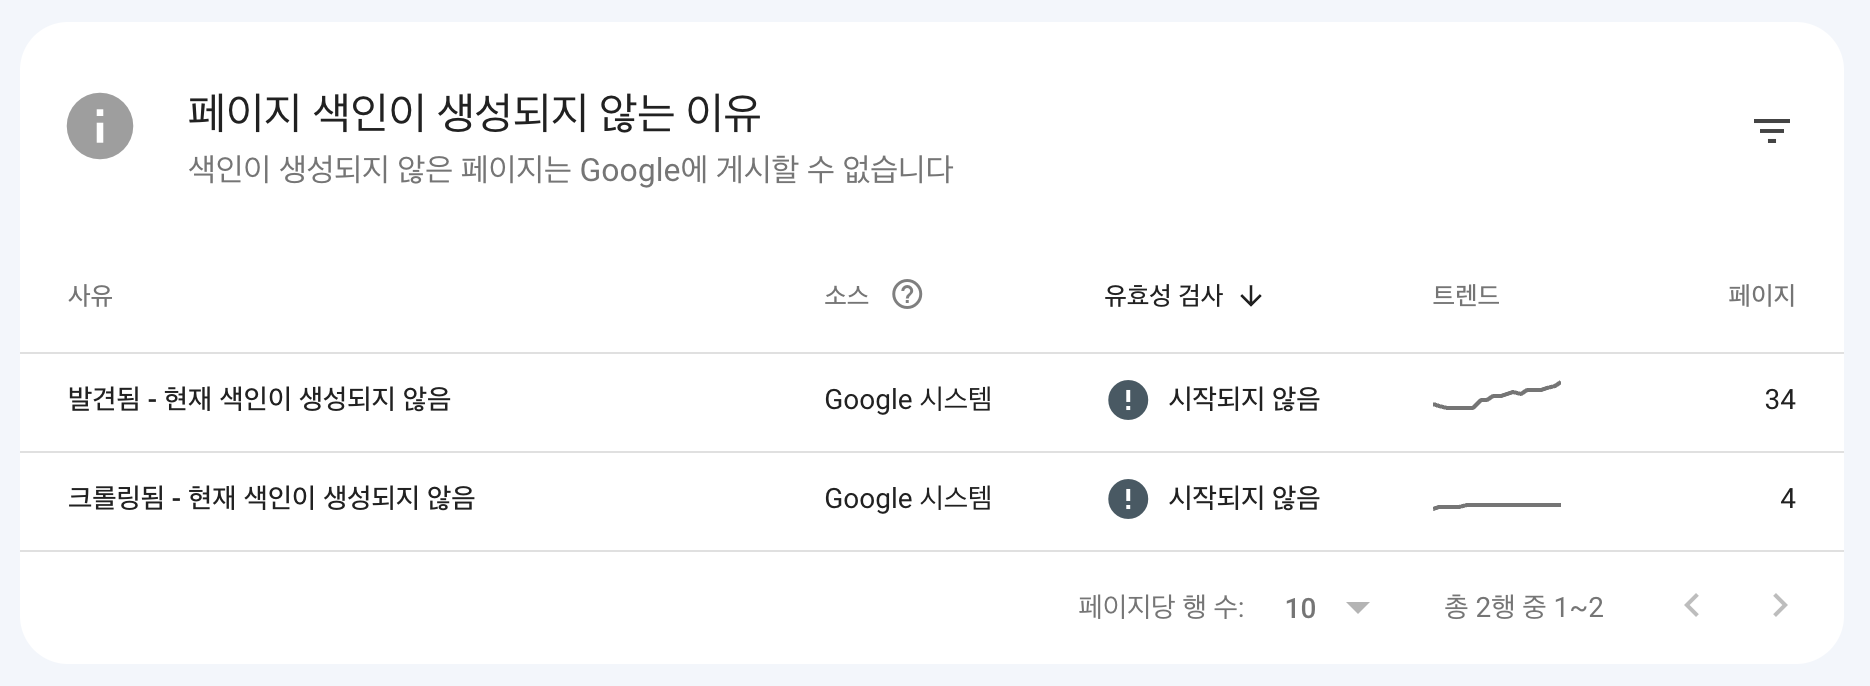 페이지 색인이 생성되지 않는 이유
색인이 생성되지 않은 페이지는 Google에 게시할 수 없습니다
사유 소스 유효성 검사 트렌드 페이지
발견됨 - 현재 색인이 생성되지 않음 Google 시스템 시작되지 않음 34
크롤링됨 - 현재 색인이 생성되지 않음 Google 시스템 시작되지 않음 4
페이지당 행 수: 10 총 2행 중 1~2